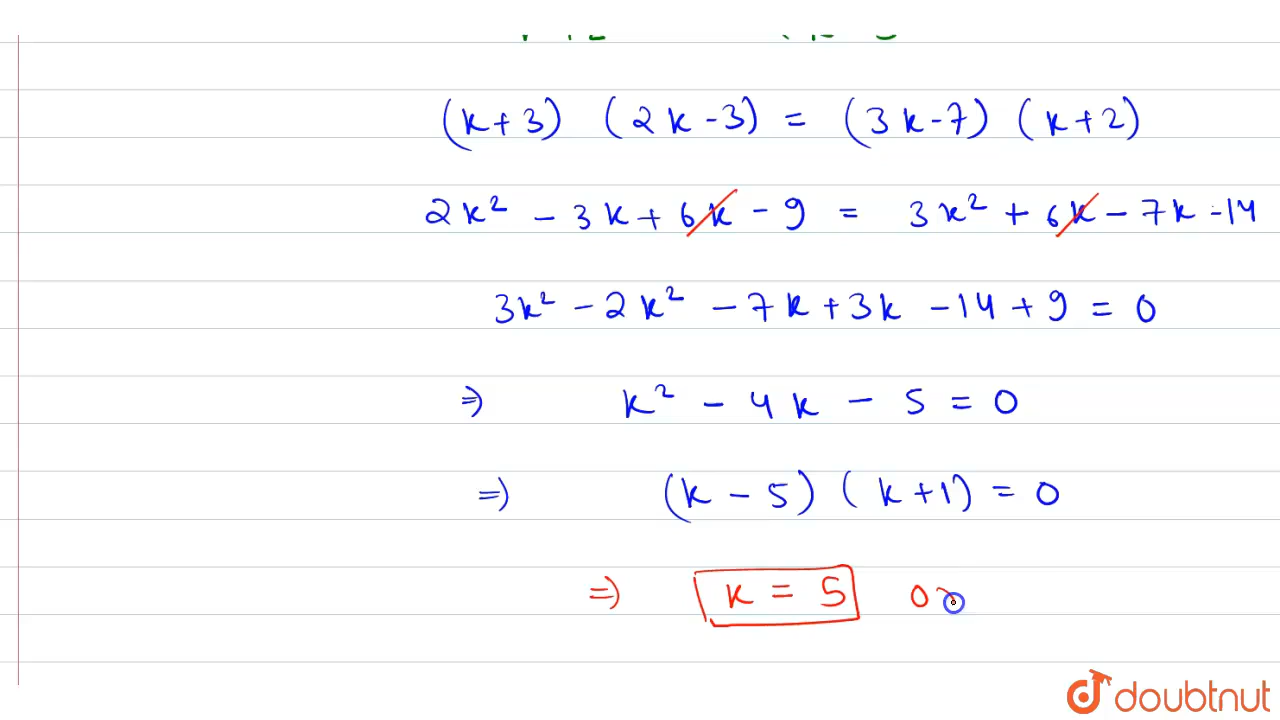 (k+3) (2k-3) = (3k-7) (k+2)
2k² - 3k + 6k - 9 = 3k² + 6k - 7k - 14
3k² - 2k² - 7k + 3k - 14 + 9 = 0
⇒ k² - 4k - 5 = 0
⇒ (k - 5) (k + 1) = 0
⇒ k = 5 or
doubtnut